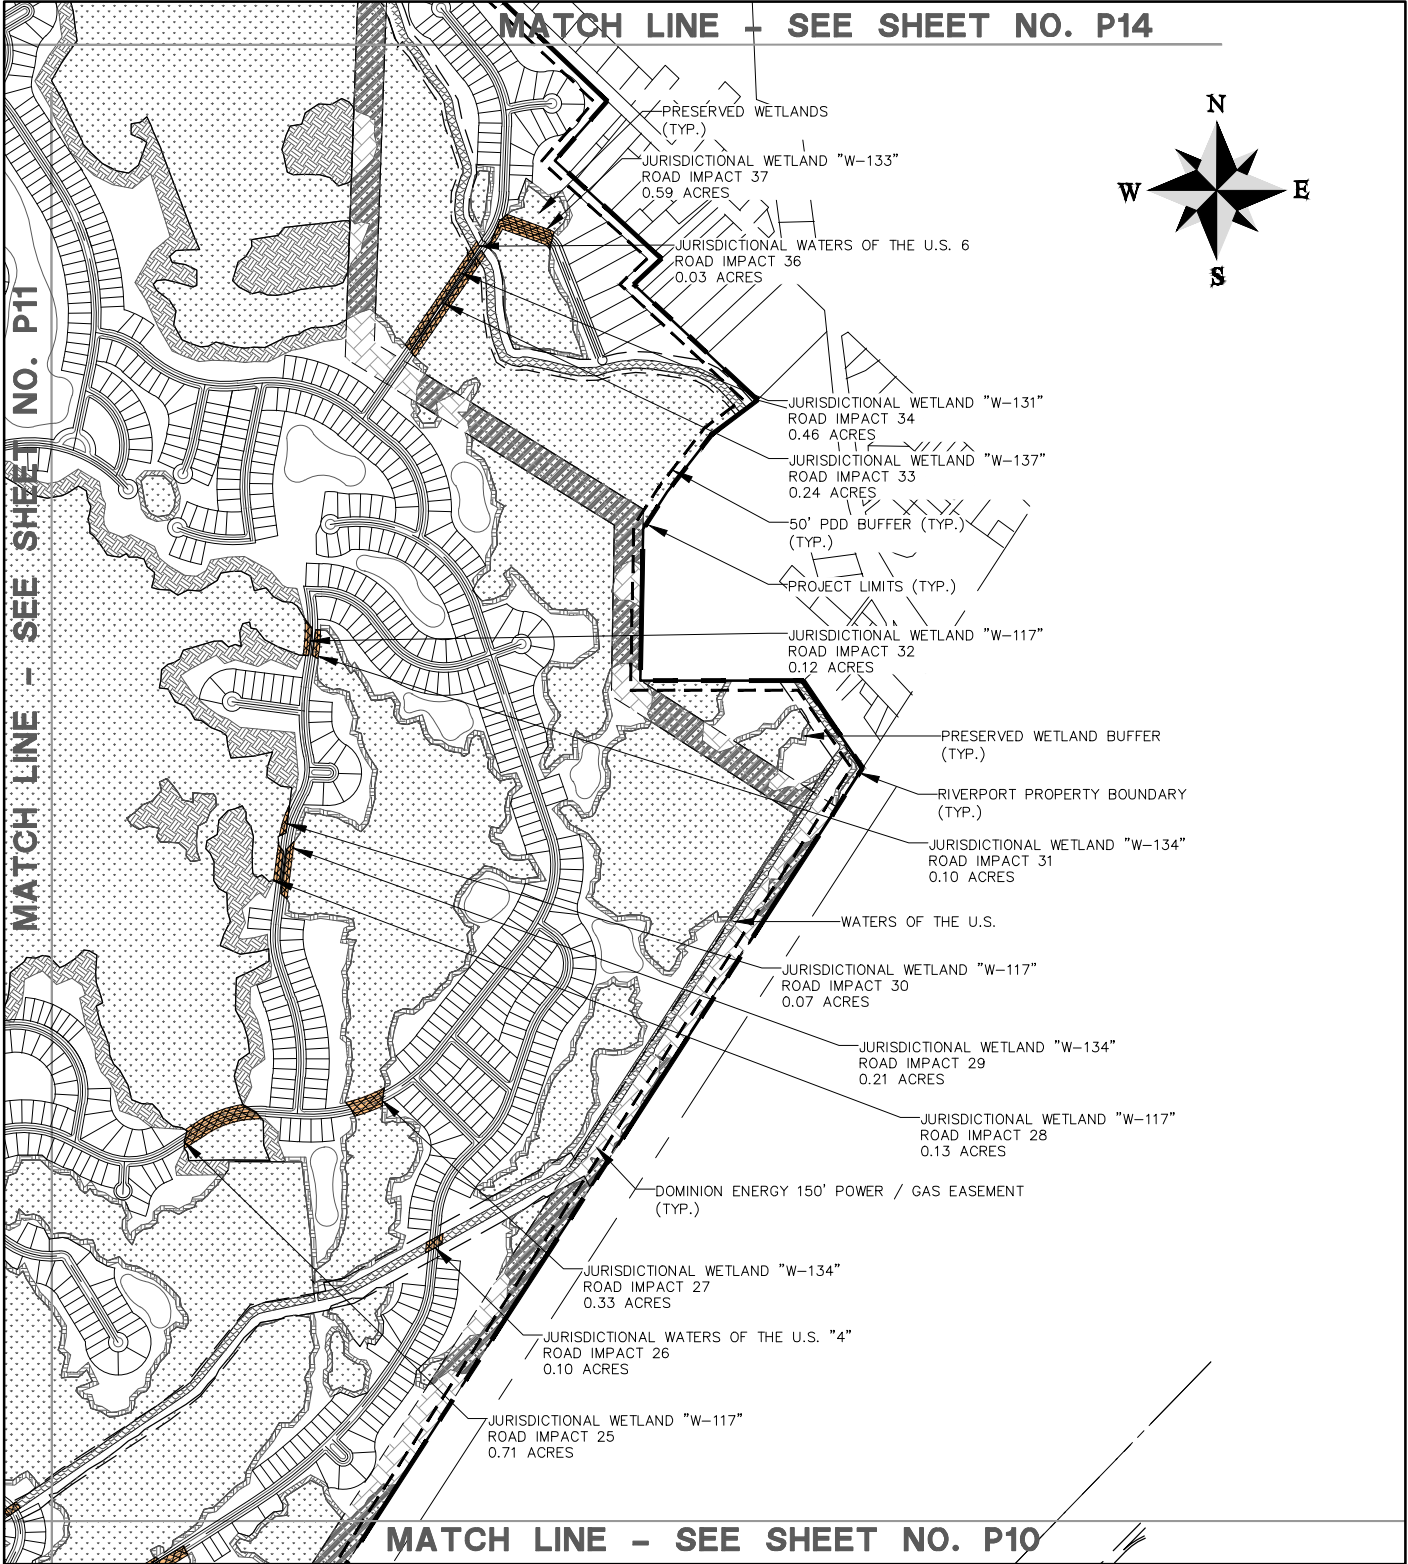 MATCH LINE - SEE SHEET NO. P14
N
W
E
S
PRESERVED WETLANDS
(TYP.)
JURISDICTIONAL WETLAND "W-133"
ROAD IMPACT 37
0.59 ACRES
JURISDICTIONAL WATERS OF THE U.S. 6
ROAD IMPACT 36
0.03 ACRES
MATCH LINE - SEE SHEET NO. P11
JURISDICTIONAL WETLAND "W-131"
ROAD IMPACT 34
0.46 ACRES
JURISDICTIONAL WETLAND "W-137"
ROAD IMPACT 33
0.24 ACRES
50' PDD BUFFER (TYP.)
(TYP.)
PROJECT LIMITS (TYP.)
JURISDICTIONAL WETLAND "W-117"
ROAD IMPACT 32
0.12 ACRES
PRESERVED WETLAND BUFFER
(TYP.)
RIVERPORT PROPERTY BOUNDARY
(TYP.)
JURISDICTIONAL WETLAND "W-134"
ROAD IMPACT 31
0.10 ACRES
WATERS OF THE U.S.
JURISDICTIONAL WETLAND "W-117"
ROAD IMPACT 30
0.07 ACRES
JURISDICTIONAL WETLAND "W-134"
ROAD IMPACT 29
0.21 ACRES
JURISDICTIONAL WETLAND "W-117"
ROAD IMPACT 28
0.13 ACRES
DOMINION ENERGY 150' POWER / GAS EASEMENT
(TYP.)
JURISDICTIONAL WETLAND "W-134"
ROAD IMPACT 27
0.33 ACRES
JURISDICTIONAL WATERS OF THE U.S. "4"
ROAD IMPACT 26
0.10 ACRES
JURISDICTIONAL WETLAND "W-117"
ROAD IMPACT 25
0.71 ACRES
MATCH LINE - SEE SHEET NO. P10